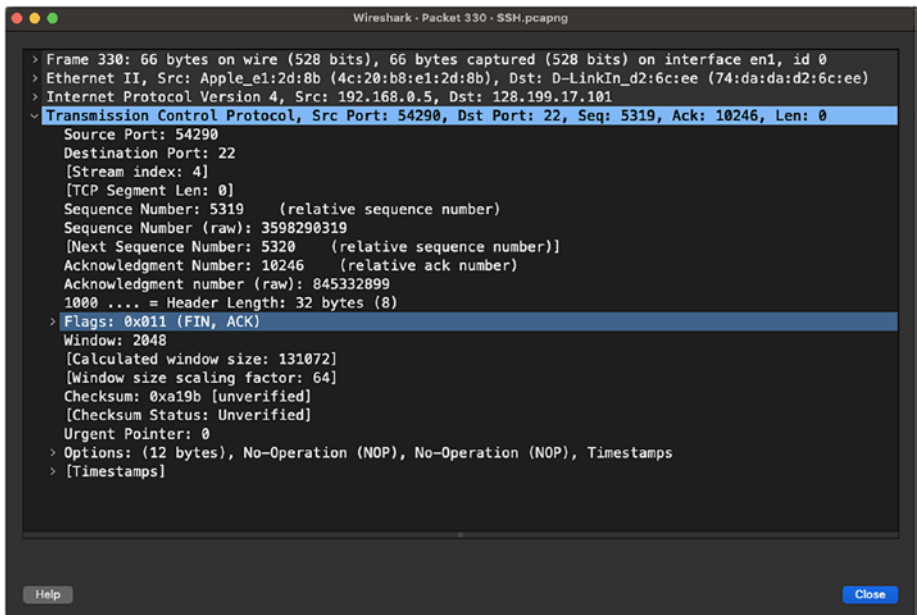 Wireshark · Packet 330 · SSH.pcapng
Frame 330: 66 bytes on wire (528 bits), 66 bytes captured (528 bits) on interface en1, id 0
Ethernet II, Src: Apple_e1:2d:8b (4c:20:b8:e1:2d:8b), Dst: D-LinkIn_d2:6c:ee (74:da:da:d2:6c:ee)
Internet Protocol Version 4, Src: 192.168.0.5, Dst: 128.199.17.101
Transmission Control Protocol, Src Port: 54290, Dst Port: 22, Seq: 5319, Ack: 10246, Len: 0
Source Port: 54290
Destination Port: 22
[Stream index: 4]
[TCP Segment Len: 0]
Sequence Number: 5319 (relative sequence number)
Sequence Number (raw): 3598290319
[Next Sequence Number: 5320 (relative sequence number)]
Acknowledgment Number: 10246 (relative ack number)
Acknowledgment number (raw): 845332899
1000 .... = Header Length: 32 bytes (8)
Flags: 0x011 (FIN, ACK)
Window: 2048
[Calculated window size: 131072]
[Window size scaling factor: 64]
Checksum: 0xa19b [unverified]
[Checksum Status: Unverified]
Urgent Pointer: 0
Options: (12 bytes), No-Operation (NOP), No-Operation (NOP), Timestamps
[Timestamps]
Help Close